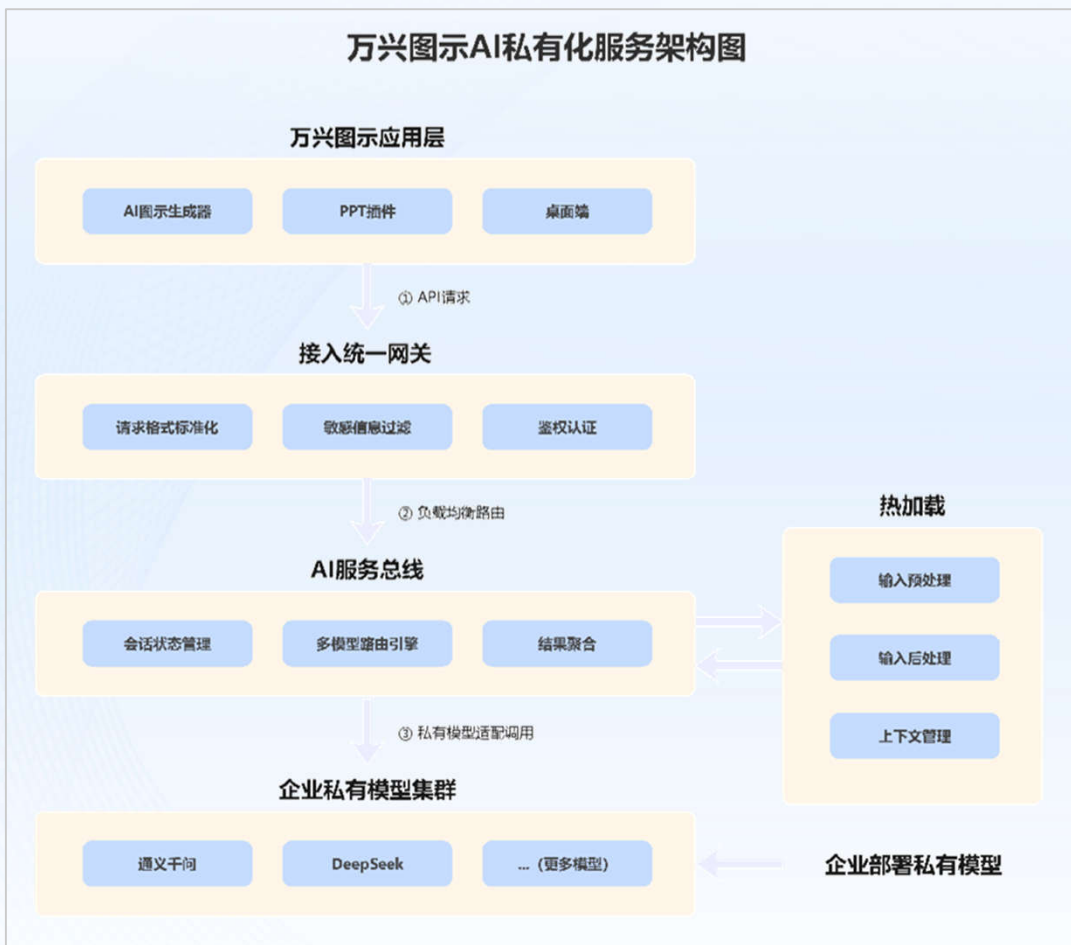 万兴图示AI私有化服务架构图
万兴图示应用层
AI图示生成器
PPT插件
桌面端
① API请求
接入统一网关
请求格式标准化
敏感信息过滤
鉴权认证
② 负载均衡路由
AI服务总线
会话状态管理
多模型路由引擎
结果聚合
热加载
输入预处理
输入后处理
上下文管理
③ 私有模型适配调用
企业私有模型集群
通义千问
DeepSeek
... (更多模型)
企业部署私有模型